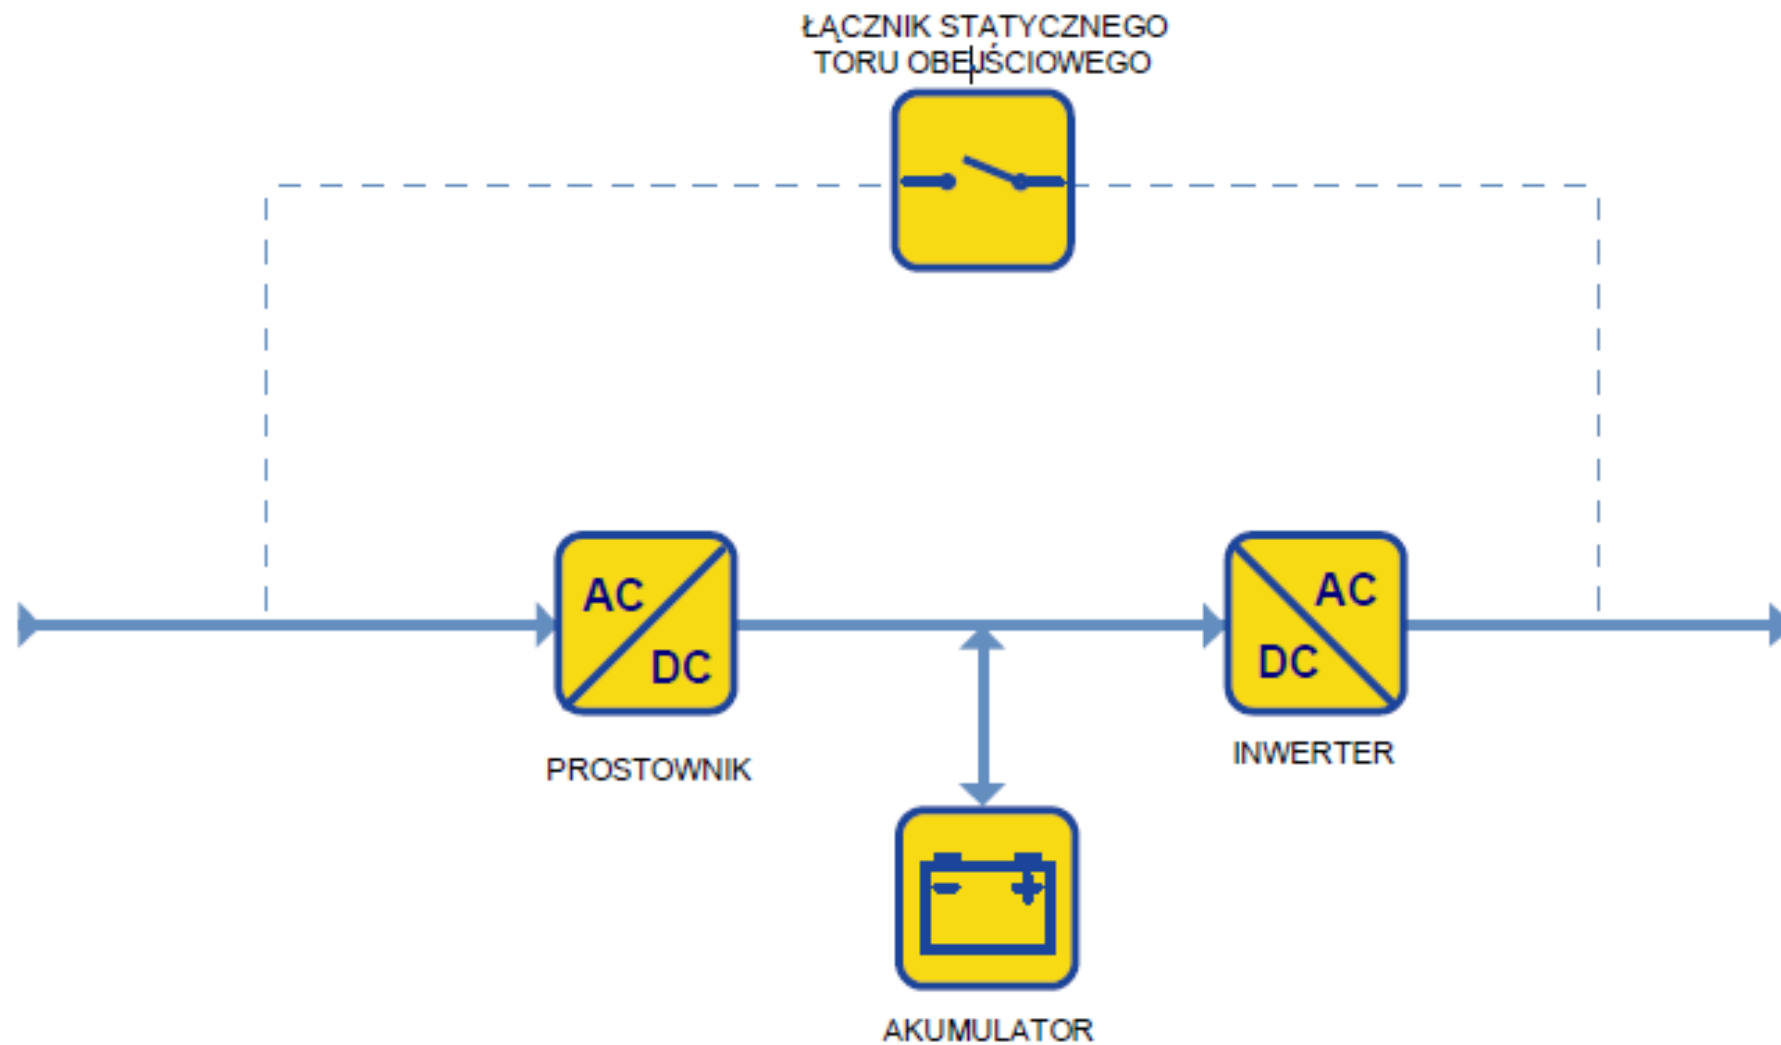 ŁĄCZNIK STATYCZNEGO
TORU OBEJŚCIOWEGO
AC
DC
AC
DC
PROSTOWNIK
INWERTER
- +
AKUMULATOR